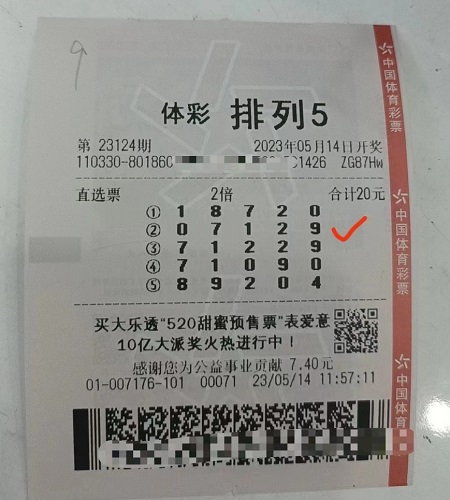 9
体彩 排列5
第 23124期 2023年05月14日开奖
110330-801860 1426 ZG87Hw
直选票 2倍 合计20元
① 1 8 7 2 0
② 0 7 1 2 9
③ 7 1 2 2 9
④ 7 1 0 9 0
⑤ 8 9 2 0 4
买大乐透“520甜蜜预售票”表爱意
10亿大派奖火热进行中！
感谢您为公益事业贡献 7.40元
01-007176-101 00071 23/05/14 11:57:11
中国体育彩票
中国体育彩票
中国体育